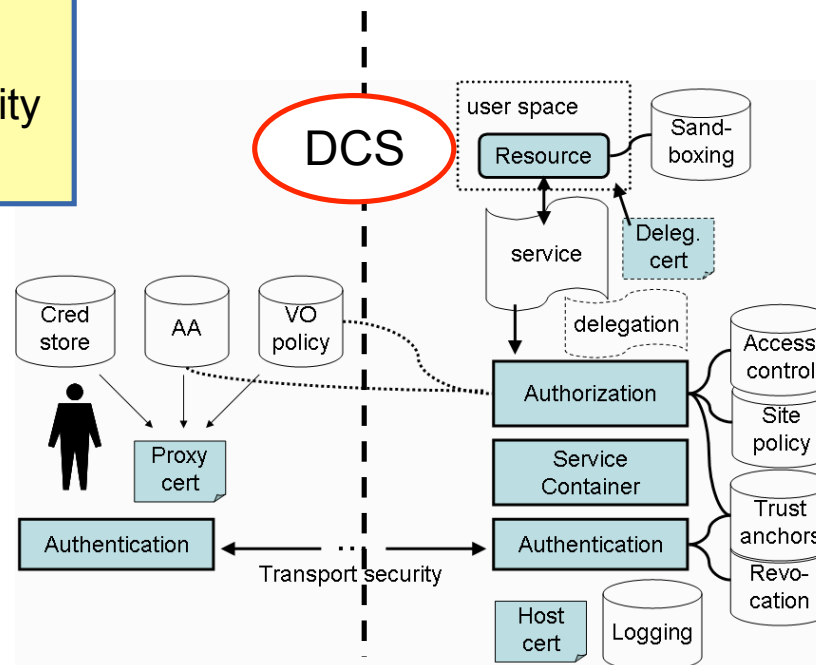 ity
DCS
user space
Resource
Sand-
boxing
service
Deleg.
cert
delegation
Cred
store
AA
VO
policy
Authorization
Access
control
Site
policy
Proxy
cert
Service
Container
Trust
anchors
Authentication
Transport security
Authentication
Revo-
cation
Host
cert
Logging